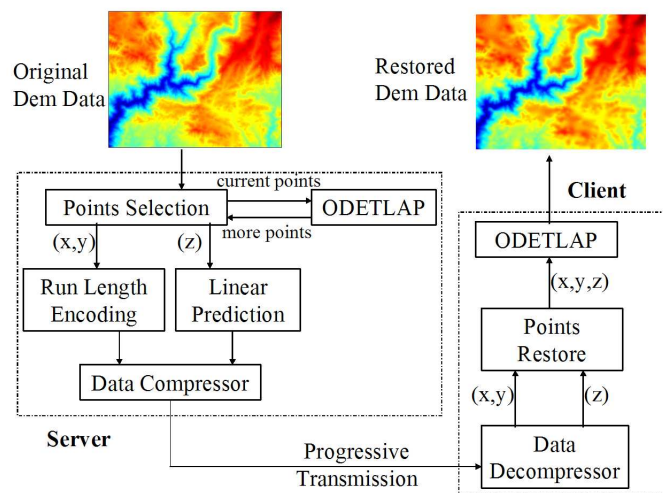 Original
Dem Data
Restored
Dem Data
Points Selection
current points
more points
ODETLAP
(x,y)
(z)
Run Length
Encoding
Linear
Prediction
Data Compressor
Server
Progressive
Transmission
Client
ODETLAP
(x,y,z)
Points
Restore
(x,y)
(z)
Data
Decompressor